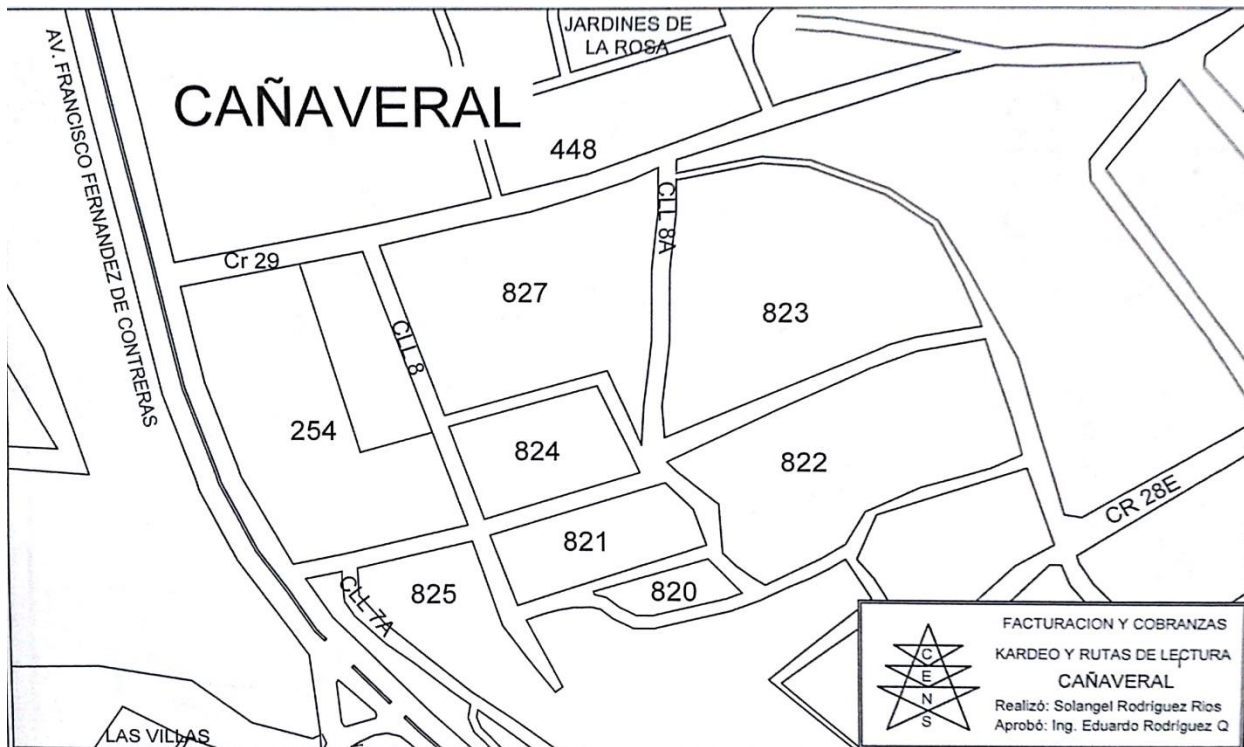 JARDINES DE
LA ROSA
AV. FRANCISCO FERNANDEZ DE CONTRERAS
CAÑAVERAL
448
CLL 8A
Cr 29
827
823
CLL 8
254
824
822
CR 28E
821
825
820
CLL 7A
LAS VILLAS
C
E
N
S
FACTURACION Y COBRANZAS
KARDEO Y RUTAS DE LECTURA
CAÑAVERAL
Realizó: Solangel Rodríguez Rios
Aprobó: Ing. Eduardo Rodríguez Q